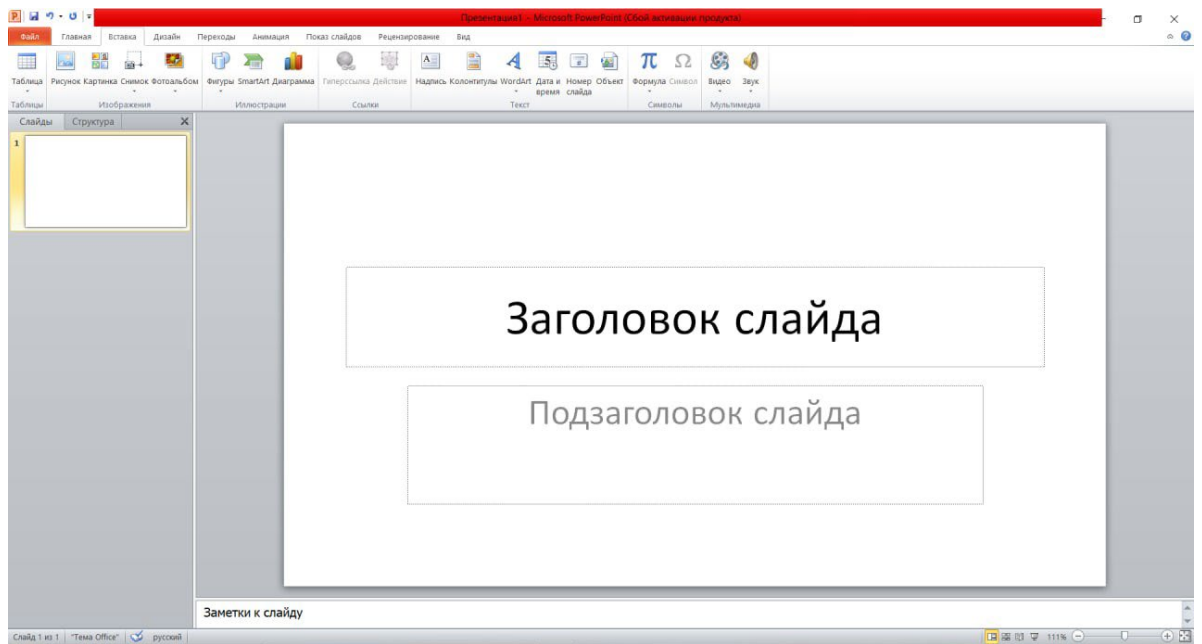 Презентация1 - Microsoft PowerPoint (Сбой активации продукта)
Файл Главная Вставка Дизайн Переходы Анимация Показ слайдов Рецензирование Вид
Таблица Рисунок Картинка Снимок Фотоальбом Фигуры SmartArt Диаграмма Гиперссылка Действие Надпись Колонтитулы WordArt Дата и время Номер слайда Объект Формула Символ Видео Звук
Таблицы Изображения Иллюстрации Ссылки Текст Символы Мультимедиа
Слайды Структура
1
Заголовок слайда
Подзаголовок слайда
Заметки к слайду
Слайд 1 из 1 "Тема Office" русский 111%